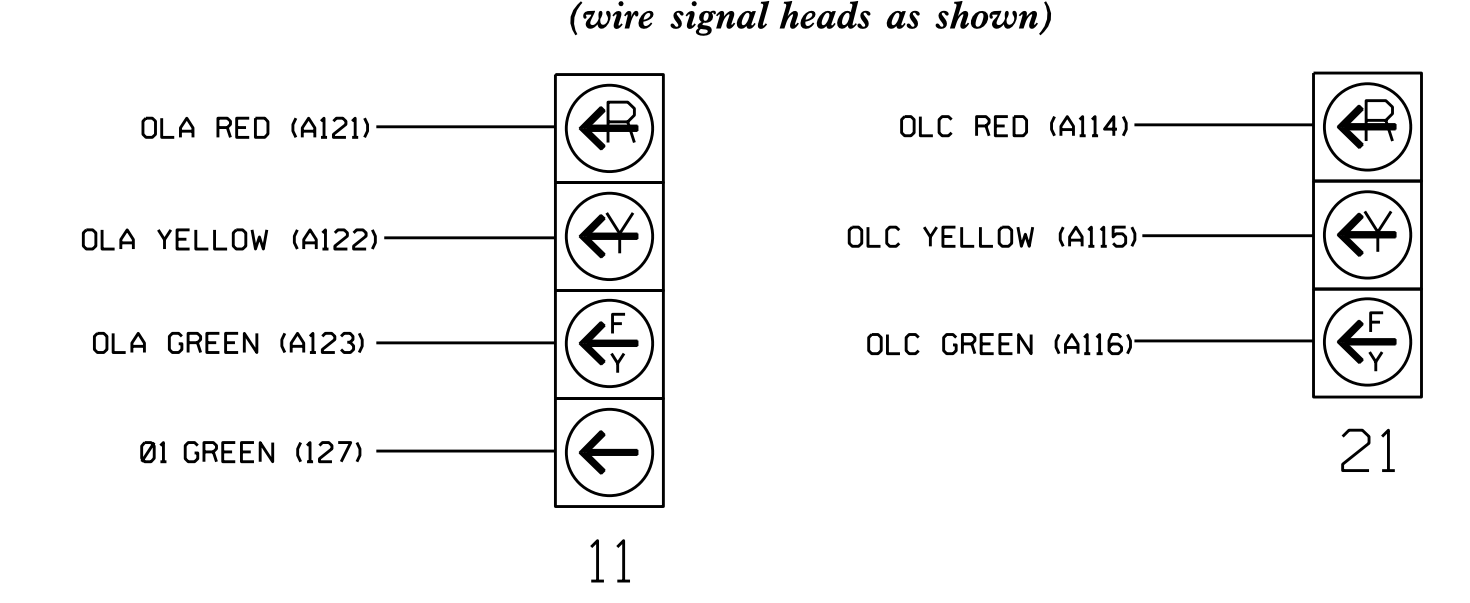 (wire signal heads as shown)
OLA RED (A121)
R
OLA YELLOW (A122)
Y
OLA GREEN (A123)
F
Y
Ø1 GREEN (127)
11
OLC RED (A114)
R
OLC YELLOW (A115)
Y
OLC GREEN (A116)
F
Y
21